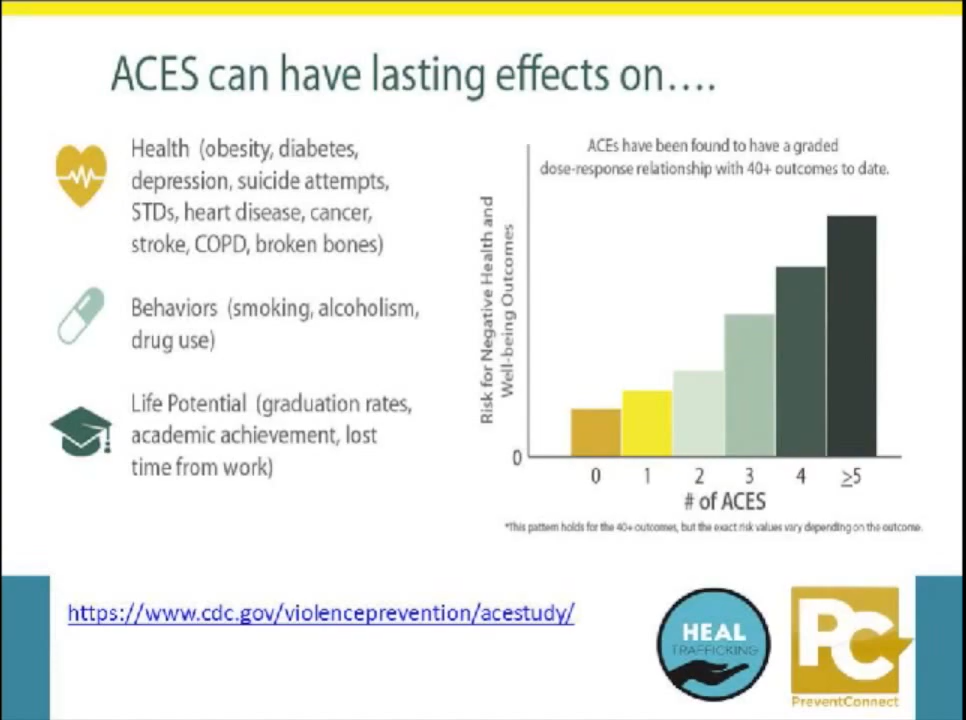 ACES can have lasting effects on....
Health (obesity, diabetes,
depression, suicide attempts,
STDs, heart disease, cancer,
stroke, COPD, broken bones)
Behaviors (smoking, alcoholism,
drug use)
Life Potential (graduation rates,
academic achievement, lost
time from work)
ACEs have been found to have a graded
dose-response relationship with 40+ outcomes to date.
Risk for Negative Health and
Well-being Outcomes
0
0 1 2 3 4 ≥5
# of ACES
*This pattern holds for the 40+ outcomes, but the exact risk values vary depending on the outcome.
https://www.cdc.gov/violenceprevention/acestudy/
HEAL
TRAFFICKING
PC
PreventConnect